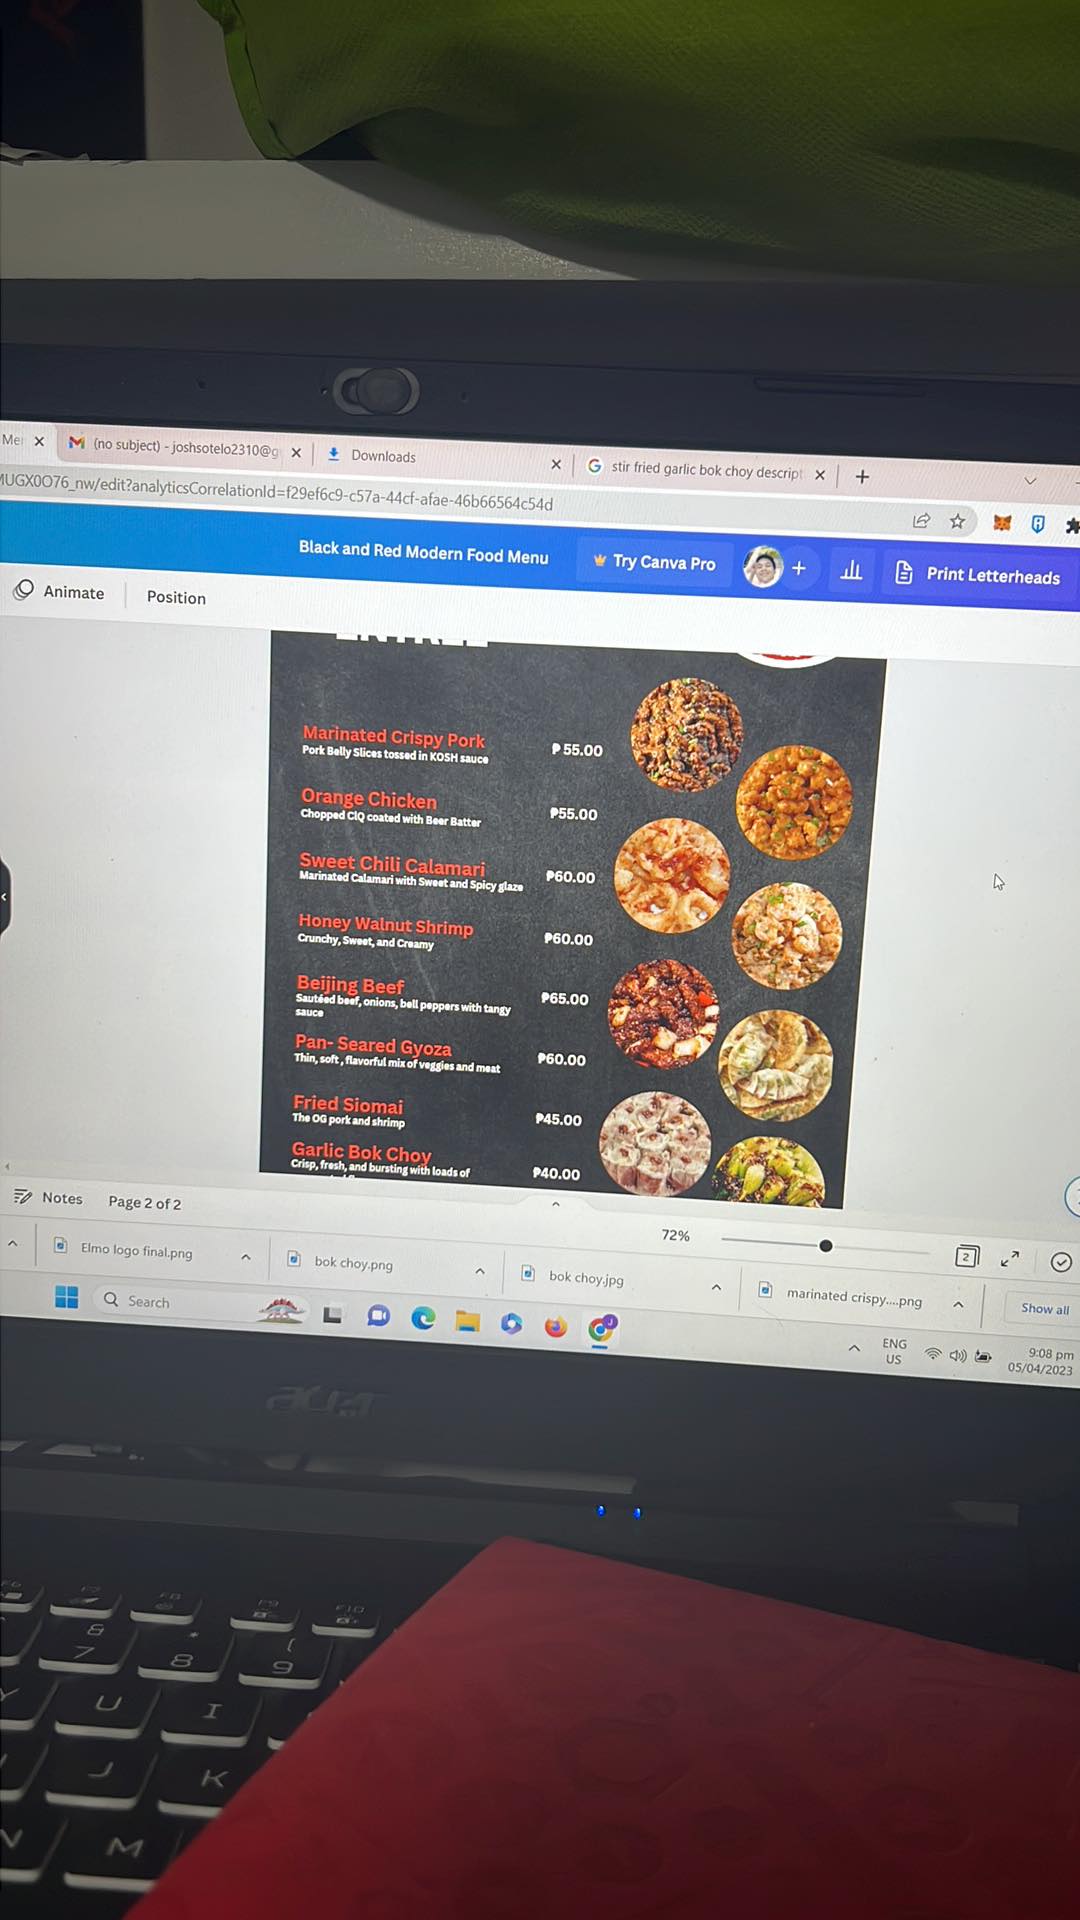 Me
(no subject) - joshsotelo2310@g
Downloads
stir fried garlic bok choy descript
MUGX0O76_nw/edit?analyticsCorrelationId=f29ef6c9-c57a-44cf-afae-46b66564c54d
Black and Red Modern Food Menu
Try Canva Pro
Print Letterheads
Animate
Position
Marinated Crispy Pork
Pork Belly Slices tossed in KOSH sauce
₱ 55.00
Orange Chicken
Chopped CIQ coated with Beer Batter
₱55.00
Sweet Chili Calamari
Marinated Calamari with Sweet and Spicy glaze
₱60.00
Honey Walnut Shrimp
Crunchy, Sweet, and Creamy
₱60.00
Beijing Beef
Sautéed beef, onions, bell peppers with tangy
sauce
₱65.00
Pan- Seared Gyoza
Thin, soft, flavorful mix of veggies and meat
₱60.00
Fried Siomai
The OG pork and shrimp
₱45.00
Garlic Bok Choy
Crisp, fresh, and bursting with loads of
₱40.00
Notes
Page 2 of 2
72%
2
Elmo logo final.png
bok choy.png
bok choy.jpg
marinated crispy....png
Show all
Search
ENG
US
9:08 pm
05/04/2023
acer
F9
F10
&
7
*
8
(
9
U
I
J
K
N
M